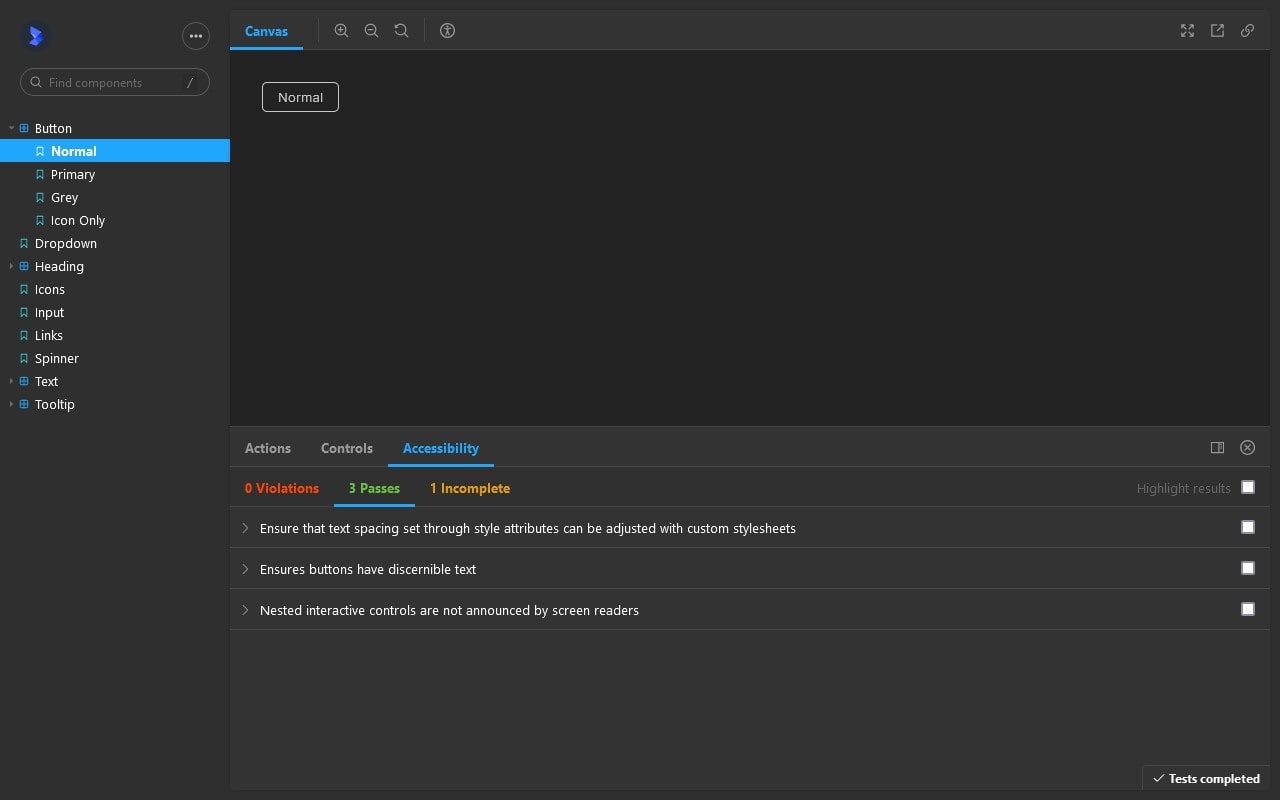 Find components /
Button
Normal
Primary
Grey
Icon Only
Dropdown
Heading
Icons
Input
Links
Spinner
Text
Tooltip
Canvas
Normal
Actions Controls Accessibility
0 Violations 3 Passes 1 Incomplete Highlight results
Ensure that text spacing set through style attributes can be adjusted with custom stylesheets
Ensures buttons have discernible text
Nested interactive controls are not announced by screen readers
Tests completed